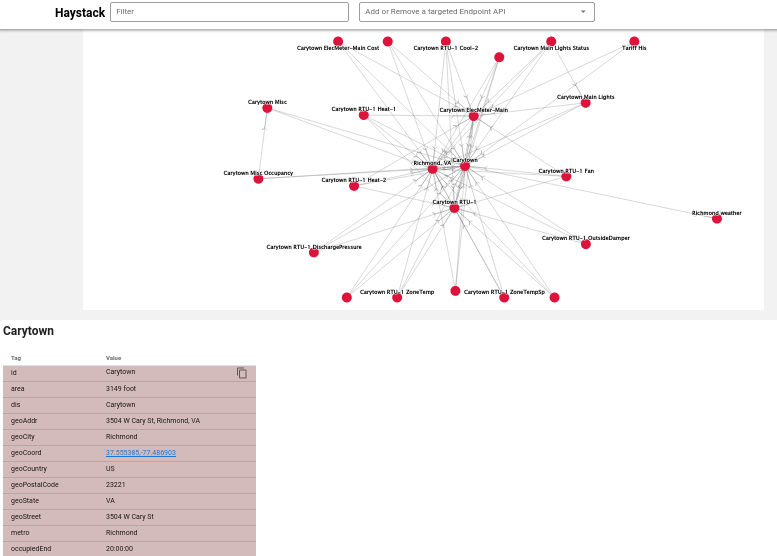 Haystack
Filter
Add or Remove a targeted Endpoint API
Carytown ElecMeter-Main Cost
Carytown RTU-1 Cool-2
Carytown Main Lights Status
Tariff His
Carytown Misc
Carytown RTU-1 Heat-1
Carytown ElecMeter-Main
Carytown Main Lights
Richmond, VA
Carytown
Carytown Misc Occupancy
Carytown RTU-1 Heat-2
Carytown RTU-1 Fan
Carytown RTU-1
Richmond weather
Carytown RTU-1 DischargePressure
Carytown RTU-1 OutsideDamper
Carytown RTU-1 ZoneTemp
Carytown RTU-1 ZoneTempSp
Carytown
Tag Value
id Carytown
area 3149 foot
dis Carytown
geoAddr 3504 W Cary St, Richmond, VA
geoCity Richmond
geoCoord 37.555385,-77.486903
geoCountry US
geoPostalCode 23221
geoState VA
geoStreet 3504 W Cary St
metro Richmond
occupiedEnd 20:00:00